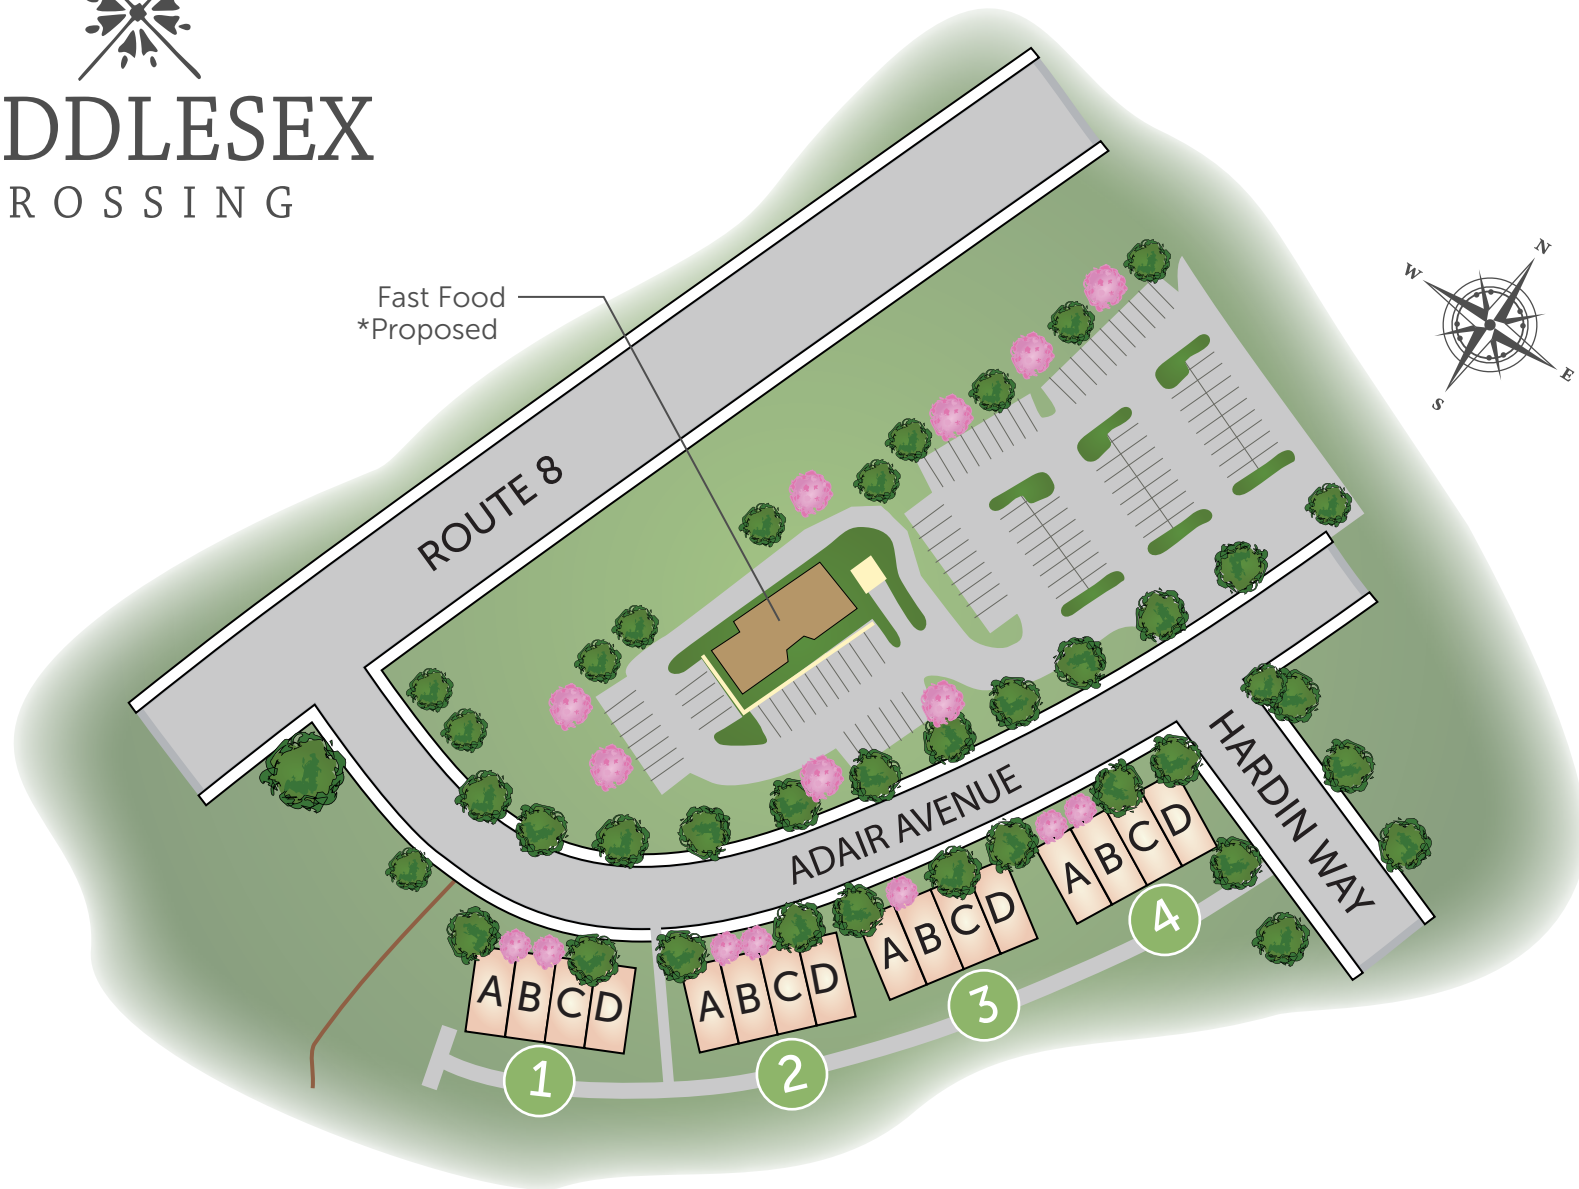 DDLESEX
ROSSING
N
W
E
S
Fast Food
*Proposed
ROUTE 8
ADAIR AVENUE
HARDIN WAY
A B C D
1
A B C D
2
A B C D
3
A B C D
4